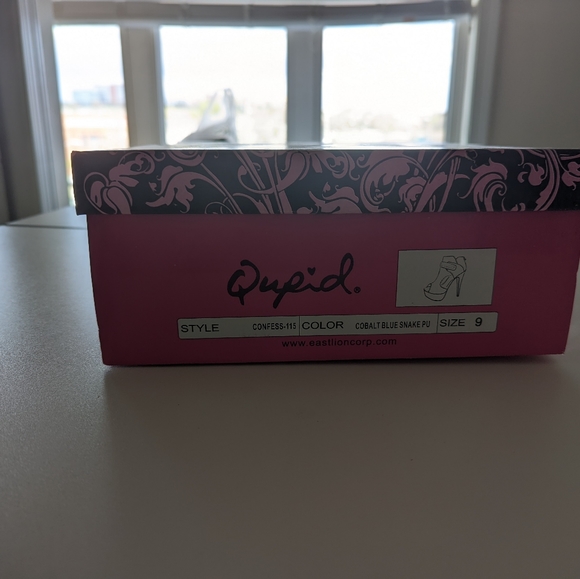 Qupid.
STYLE CONFESS-115 COLOR COBALT BLUE SNAKE PU SIZE 9
www.eastlioncorp.com